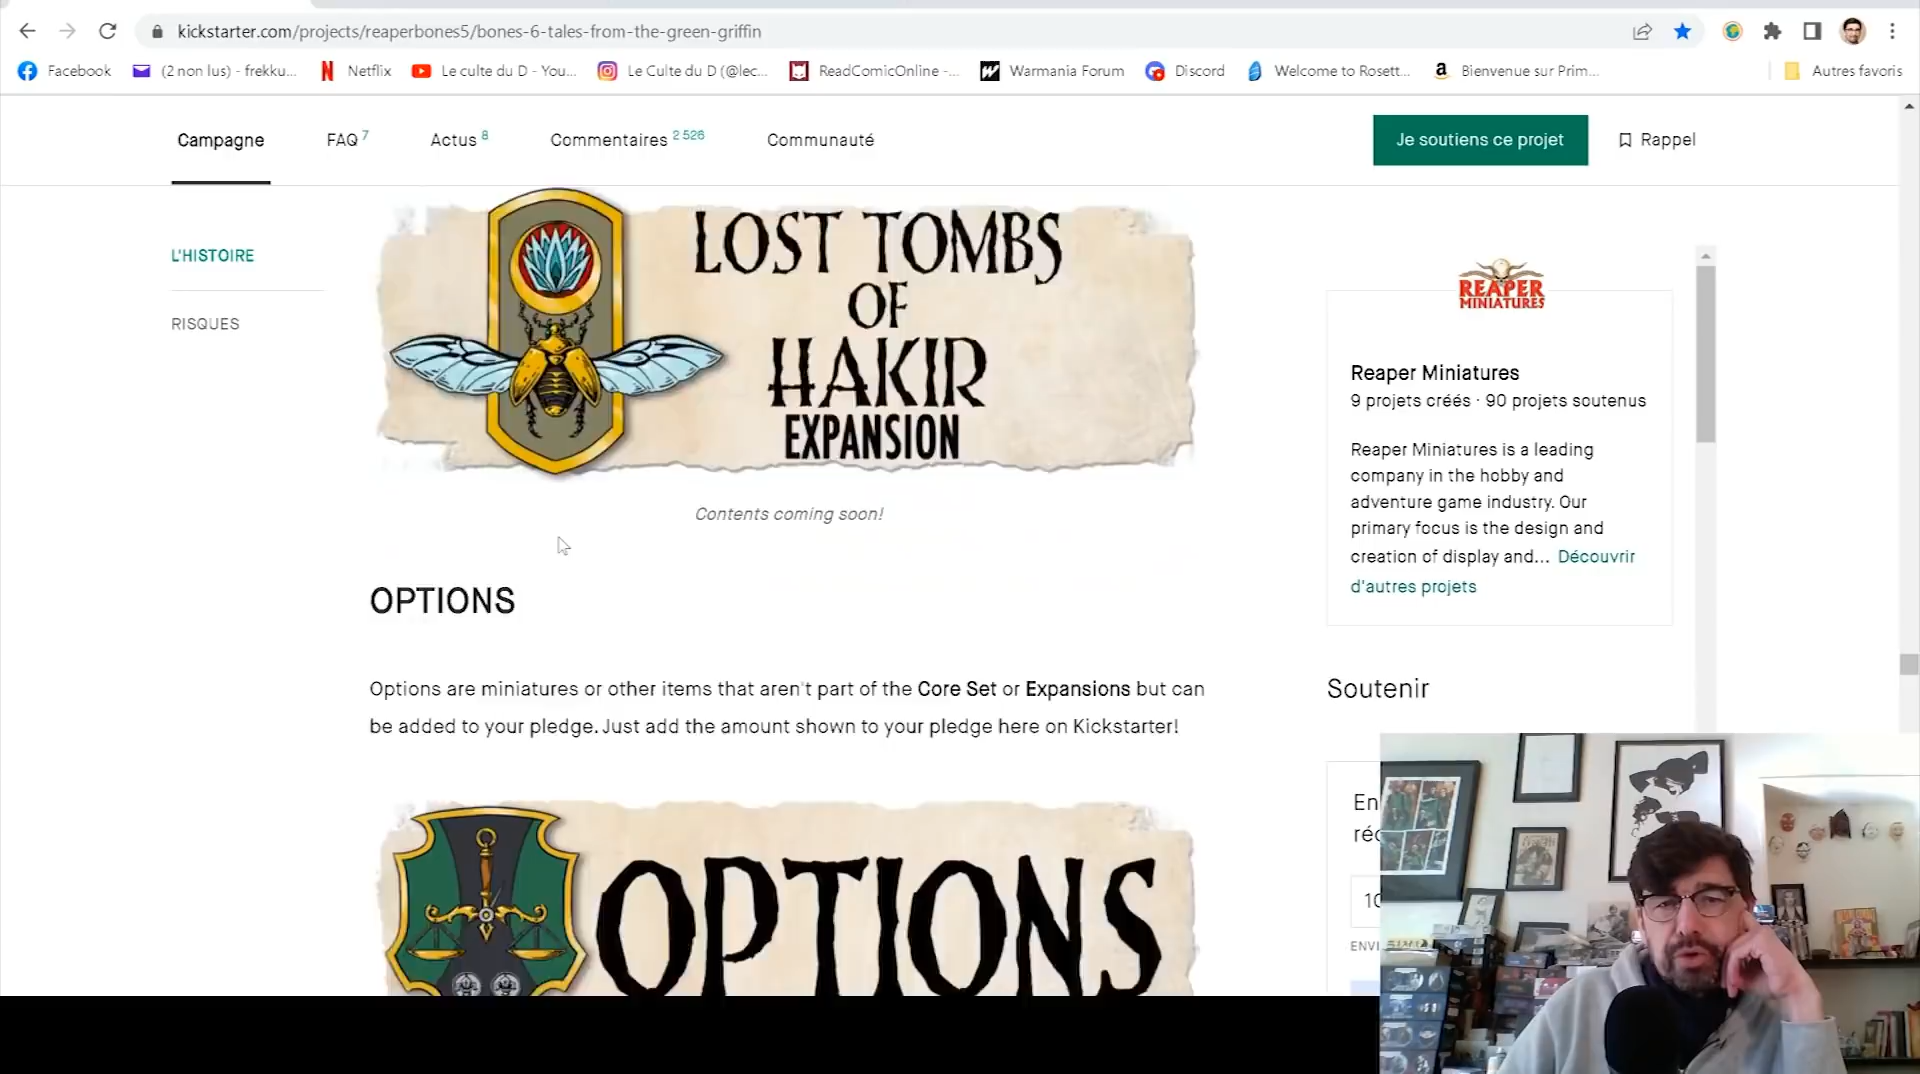 kickstarter.com/projects/reaperbones5/bones-6-tales-from-the-green-griffin
Facebook
(2 non lus) - frekku...
Netflix
Le culte du D - You...
Le Culte du D (@lec...
ReadComicOnline -...
Warmania Forum
Discord
Welcome to Rosett...
Bienvenue sur Prim...
Autres favoris
Campagne
FAQ 7
Actus 8
Commentaires 2 526
Communauté
Je soutiens ce projet
Rappel
L'HISTOIRE
RISQUES
LOST TOMBS
OF
HAKIR
EXPANSION
Contents coming soon!
OPTIONS
Options are miniatures or other items that aren't part of the Core Set or Expansions but can
be added to your pledge. Just add the amount shown to your pledge here on Kickstarter!
OPTIONS
REAPER
MINIATURES
Reaper Miniatures
9 projets créés · 90 projets soutenus
Reaper Miniatures is a leading
company in the hobby and
adventure game industry. Our
primary focus is the design and
creation of display and... Découvrir
d'autres projets
Soutenir
En
réc
10
ENVI